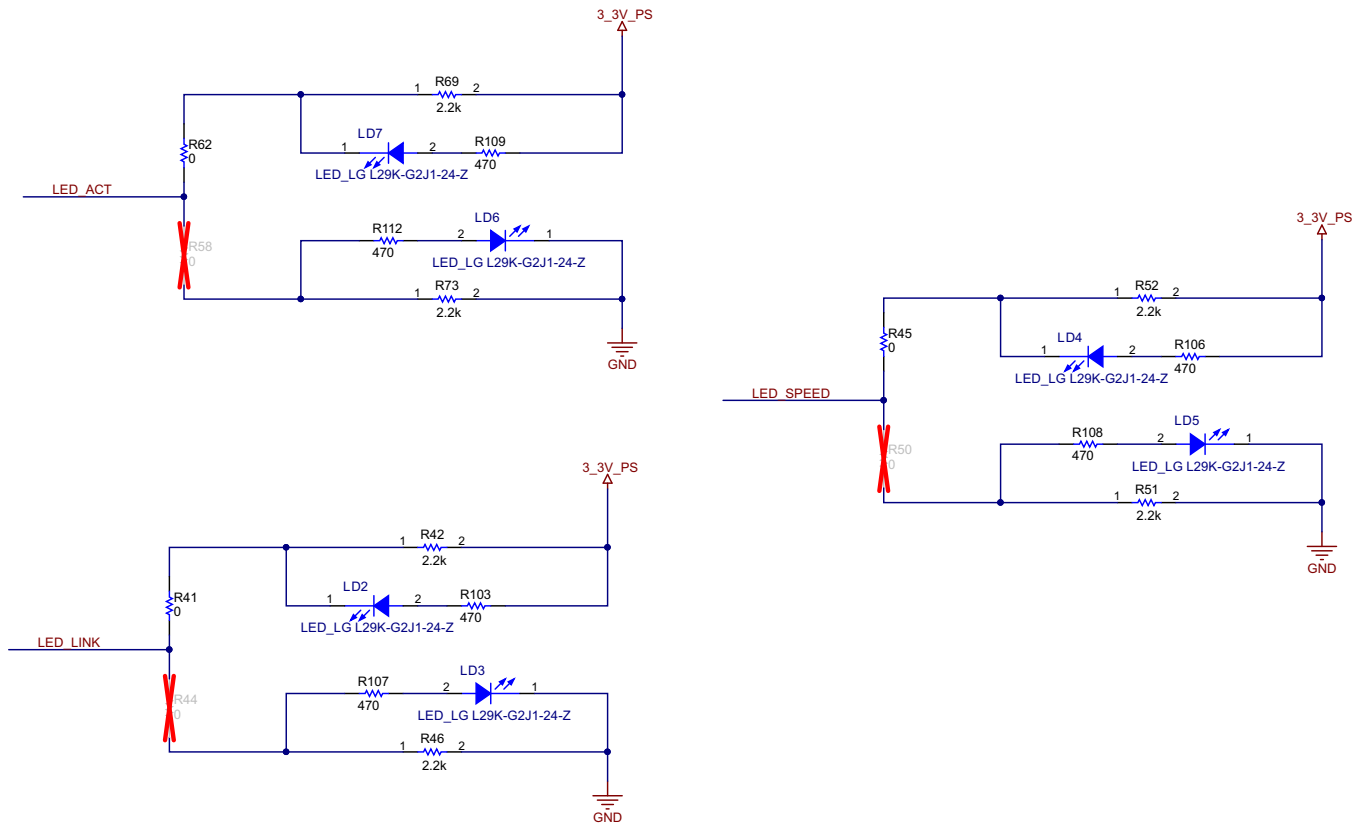 3_3V_PS
R69
1 2
2.2k
R62
0
LD7
1 2
R109
470
LED_LG L29K-G2J1-24-Z
LED_ACT
R58
0
R112
470
LD6
2 1
LED_LG L29K-G2J1-24-Z
R73
1 2
2.2k
GND
3_3V_PS
R52
1 2
2.2k
R45
0
LD4
1 2
R106
470
LED_LG L29K-G2J1-24-Z
LED_SPEED
R50
0
R108
470
LD5
2 1
LED_LG L29K-G2J1-24-Z
R51
1 2
2.2k
GND
3_3V_PS
R42
1 2
2.2k
R41
0
LD2
1 2
R103
470
LED_LG L29K-G2J1-24-Z
LED_LINK
R44
0
R107
470
LD3
2 1
LED_LG L29K-G2J1-24-Z
R46
1 2
2.2k
GND